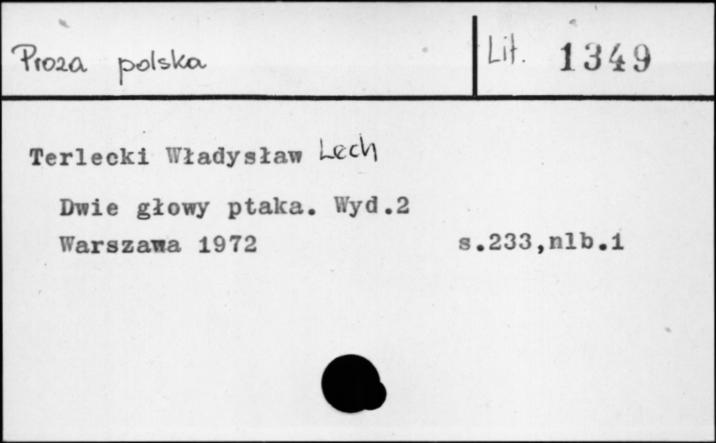 Proza polska
Lit. 1349
Terlecki Władysław Lech
Dwie głowy ptaka. Wyd.2
Warszawa 1972 s.233,nlb.1